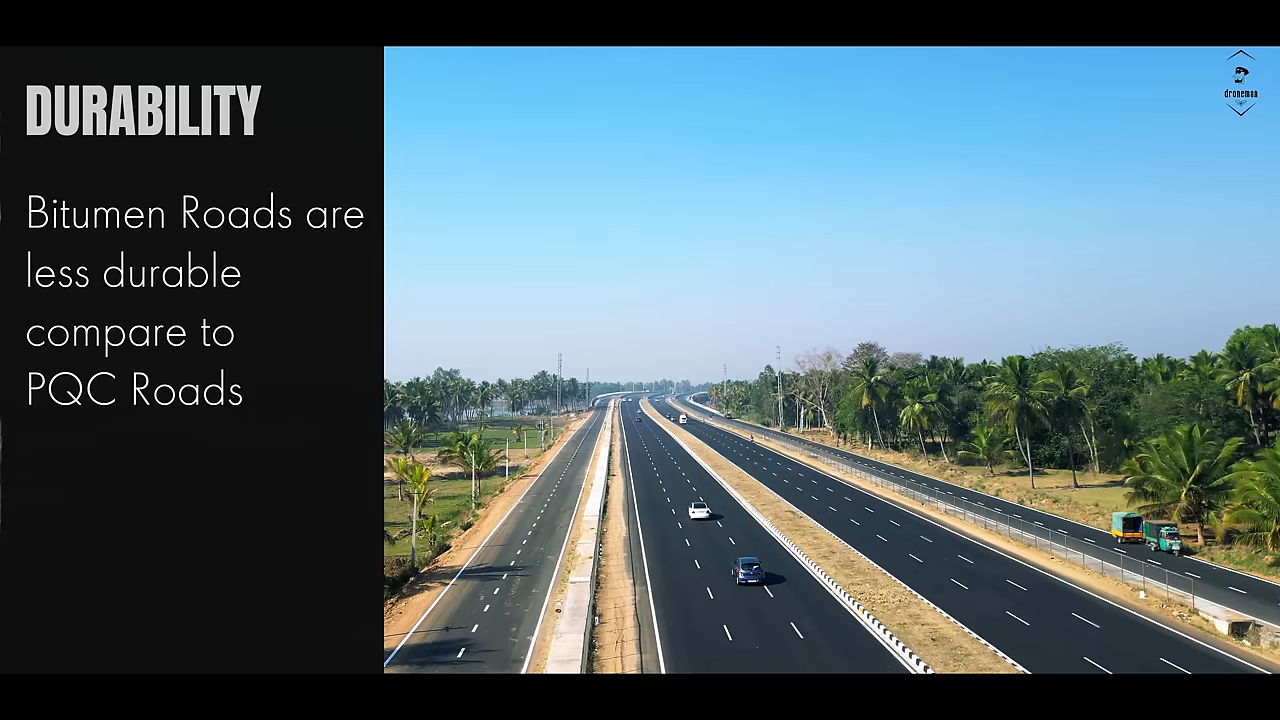 DURABILITY
Bitumen Roads are
less durable
compare to
PQC Roads
droneman